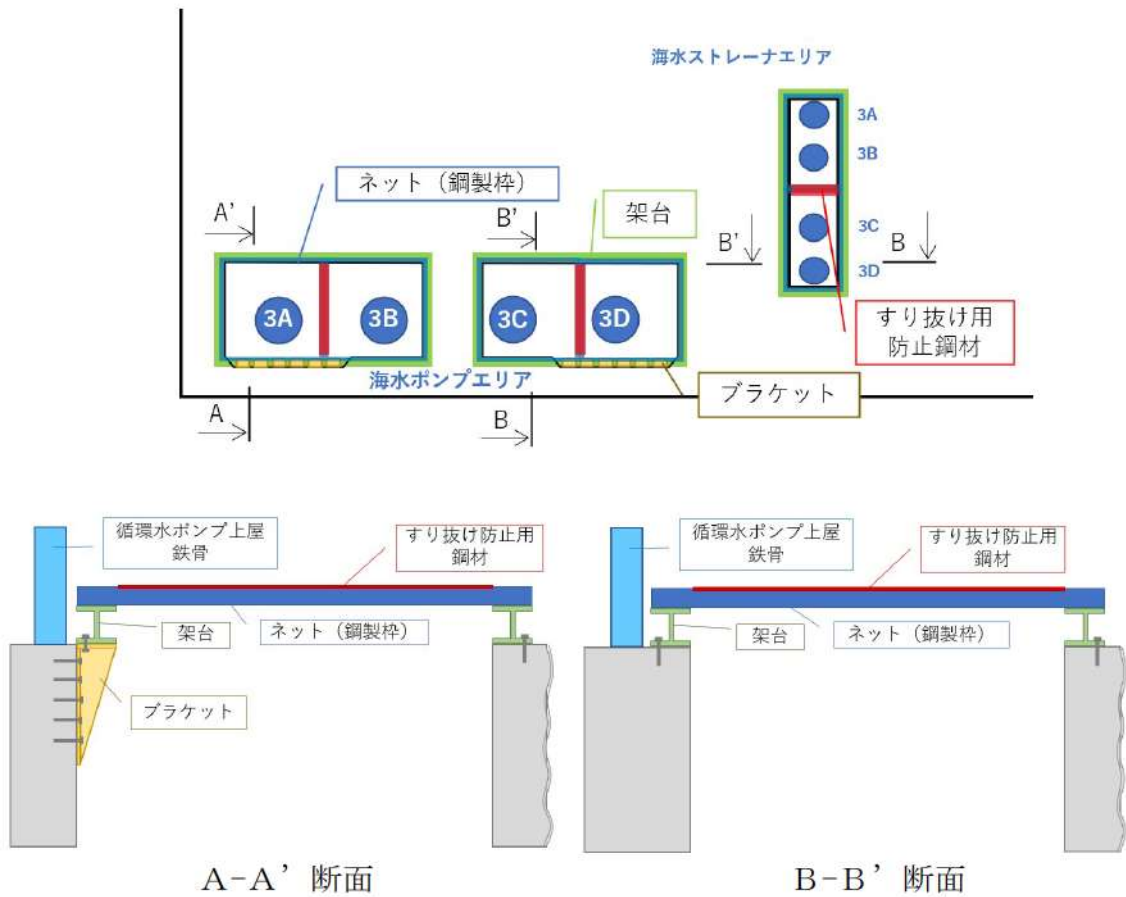 海水ストレーナエリア
3A
3B
3C
3D
ネット（鋼製枠）
架台
A'
B'
B'
B
3A
3B
3C
3D
すり抜け用
防止鋼材
海水ポンプエリア
ブラケット
A
B
循環水ポンプ上屋
鉄骨
すり抜け防止用
鋼材
架台
ネット（鋼製枠）
ブラケット
A-A’断面
循環水ポンプ上屋
鉄骨
すり抜け防止用
鋼材
架台
ネット（鋼製枠）
B-B’断面